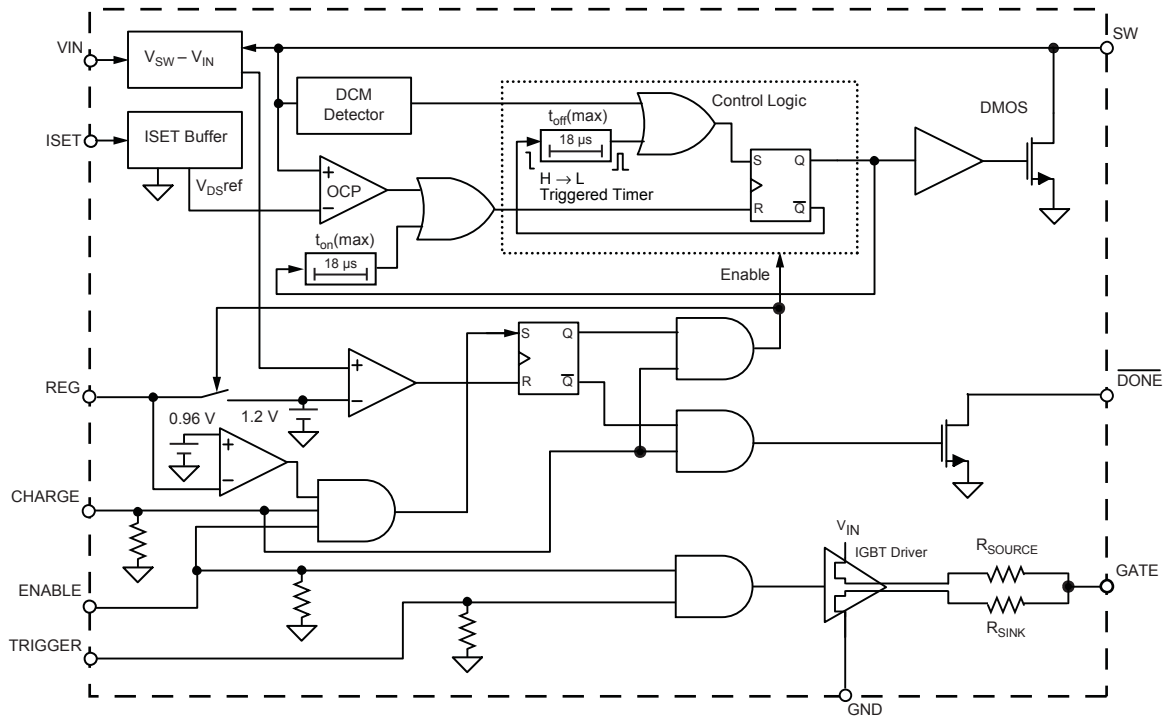 VIN
V_SW – V_IN
SW
DCM
Detector
Control Logic
DMOS
t_off(max)
18 µs
ISET
ISET Buffer
H → L
Triggered Timer
S Q
R Q̅
V_DSref
+
OCP
–
t_on(max)
18 µs
Enable
S Q
R Q̅
+
–
REG
D̅O̅N̅E̅
0.96 V
1.2 V
+
–
CHARGE
V_IN
IGBT Driver
R_SOURCE
GATE
ENABLE
R_SINK
TRIGGER
GND